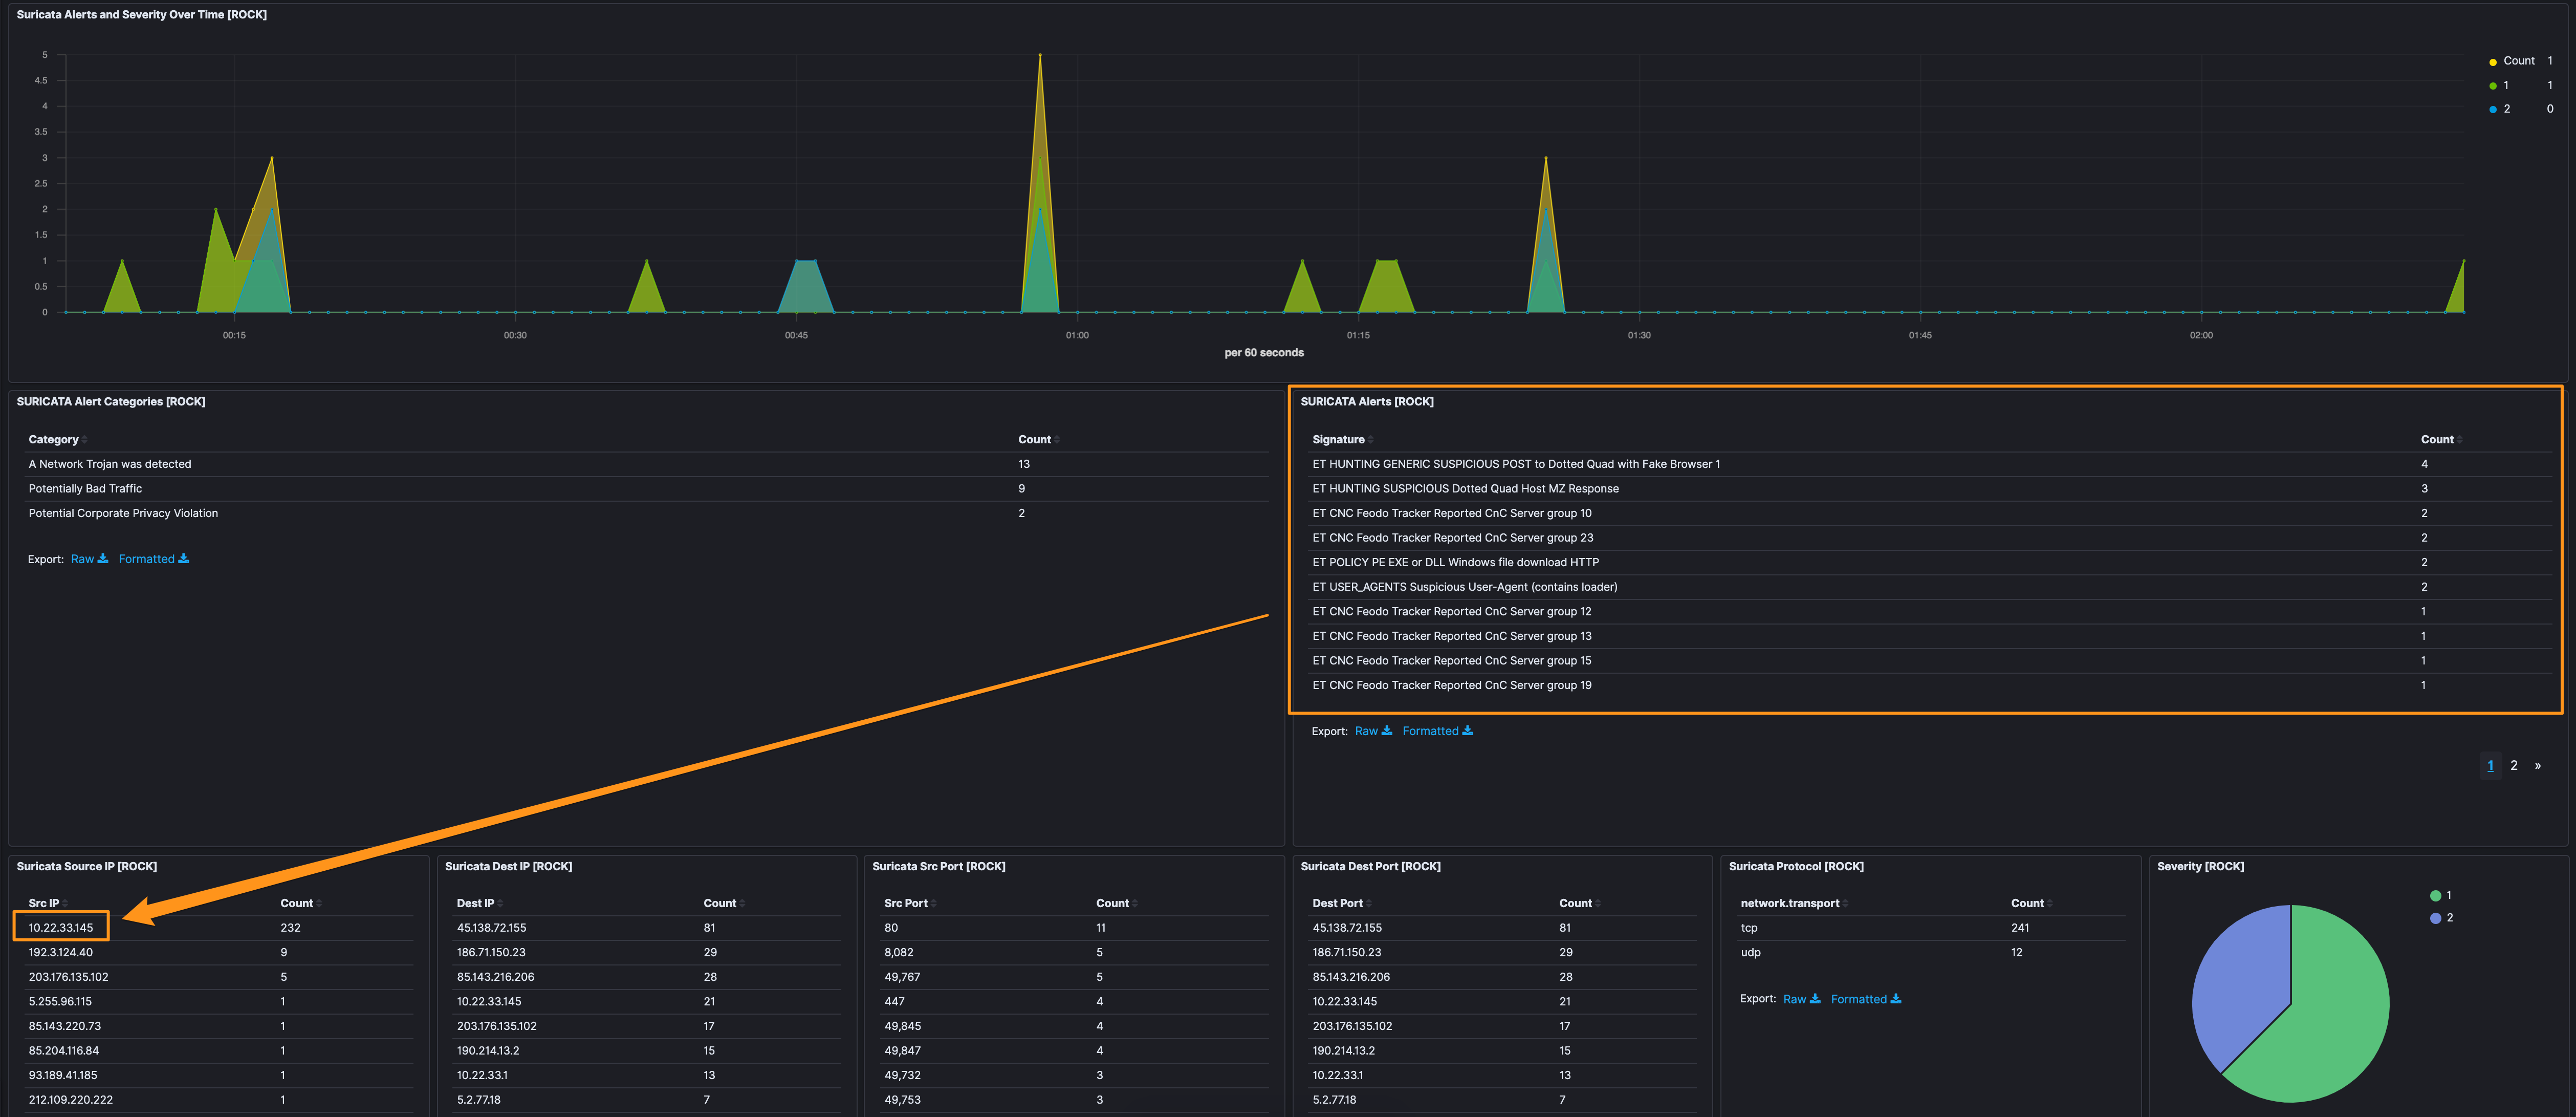 Suricata Alerts and Severity Over Time [ROCK]
5
4.5
4
3.5
3
2.5
2
1.5
1
0.5
0
00:15 00:30 00:45 01:00 01:15 01:30 01:45 02:00
per 60 seconds
Count 1
1 1
2 0
SURICATA Alert Categories [ROCK]
Category Count
A Network Trojan was detected 13
Potentially Bad Traffic 9
Potential Corporate Privacy Violation 2
Export: Raw Formatted
SURICATA Alerts [ROCK]
Signature Count
ET HUNTING GENERIC SUSPICIOUS POST to Dotted Quad with Fake Browser 1 4
ET HUNTING SUSPICIOUS Dotted Quad Host MZ Response 3
ET CNC Feodo Tracker Reported CnC Server group 10 2
ET CNC Feodo Tracker Reported CnC Server group 23 2
ET POLICY PE EXE or DLL Windows file download HTTP 2
ET USER_AGENTS Suspicious User-Agent (contains loader) 2
ET CNC Feodo Tracker Reported CnC Server group 12 1
ET CNC Feodo Tracker Reported CnC Server group 13 1
ET CNC Feodo Tracker Reported CnC Server group 15 1
ET CNC Feodo Tracker Reported CnC Server group 19 1
Export: Raw Formatted
1 2 »
Suricata Source IP [ROCK]
Src IP Count
10.22.33.145 232
192.3.124.40 9
203.176.135.102 5
5.255.96.115 1
85.143.220.73 1
85.204.116.84 1
93.189.41.185 1
212.109.220.222 1
Suricata Dest IP [ROCK]
Dest IP Count
45.138.72.155 81
186.71.150.23 29
85.143.216.206 28
10.22.33.145 21
203.176.135.102 17
190.214.13.2 15
10.22.33.1 13
5.2.77.18 7
Suricata Src Port [ROCK]
Src Port Count
80 11
8,082 5
49,767 5
447 4
49,845 4
49,847 4
49,732 3
49,753 3
Suricata Dest Port [ROCK]
Dest Port Count
45.138.72.155 81
186.71.150.23 29
85.143.216.206 28
10.22.33.145 21
203.176.135.102 17
190.214.13.2 15
10.22.33.1 13
5.2.77.18 7
Suricata Protocol [ROCK]
network.transport Count
tcp 241
udp 12
Export: Raw Formatted
Severity [ROCK]
1
2